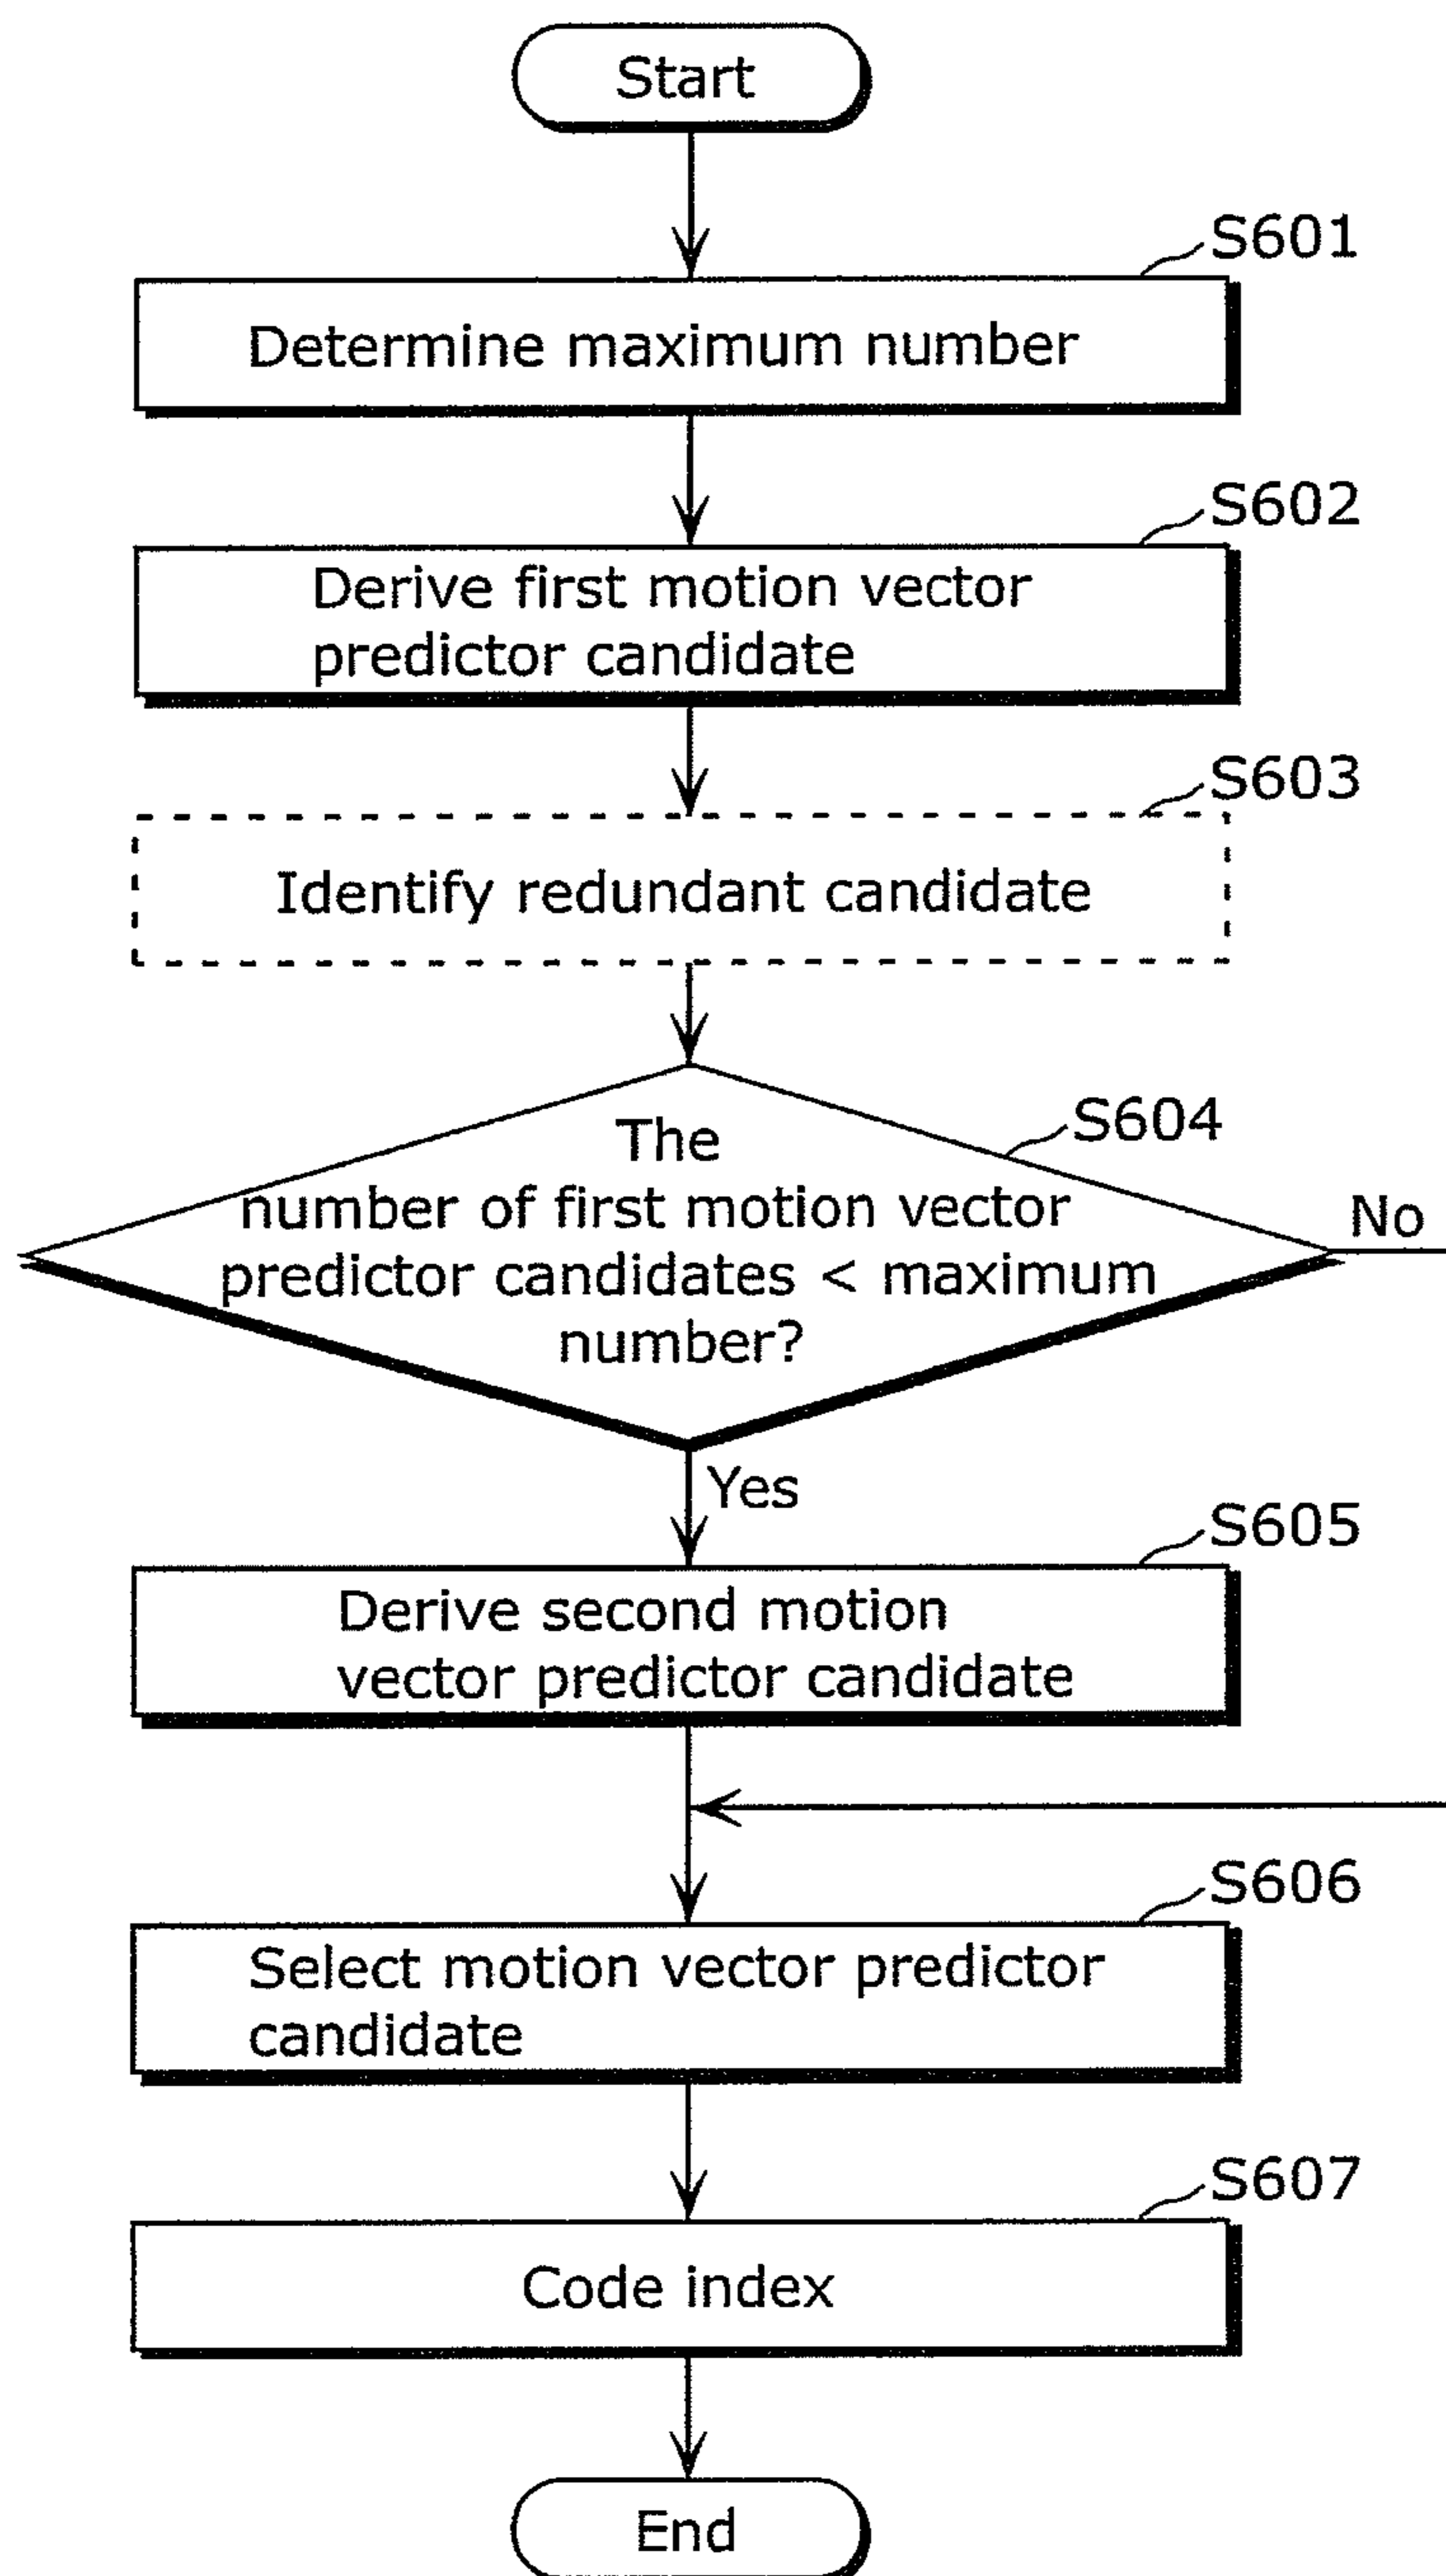 Start
S601
Determine maximum number
S602
Derive first motion vector
predictor candidate
S603
Identify redundant candidate
S604
The
number of first motion vector
predictor candidates < maximum
number?
No
Yes
S605
Derive second motion
vector predictor candidate
S606
Select motion vector predictor
candidate
S607
Code index
End